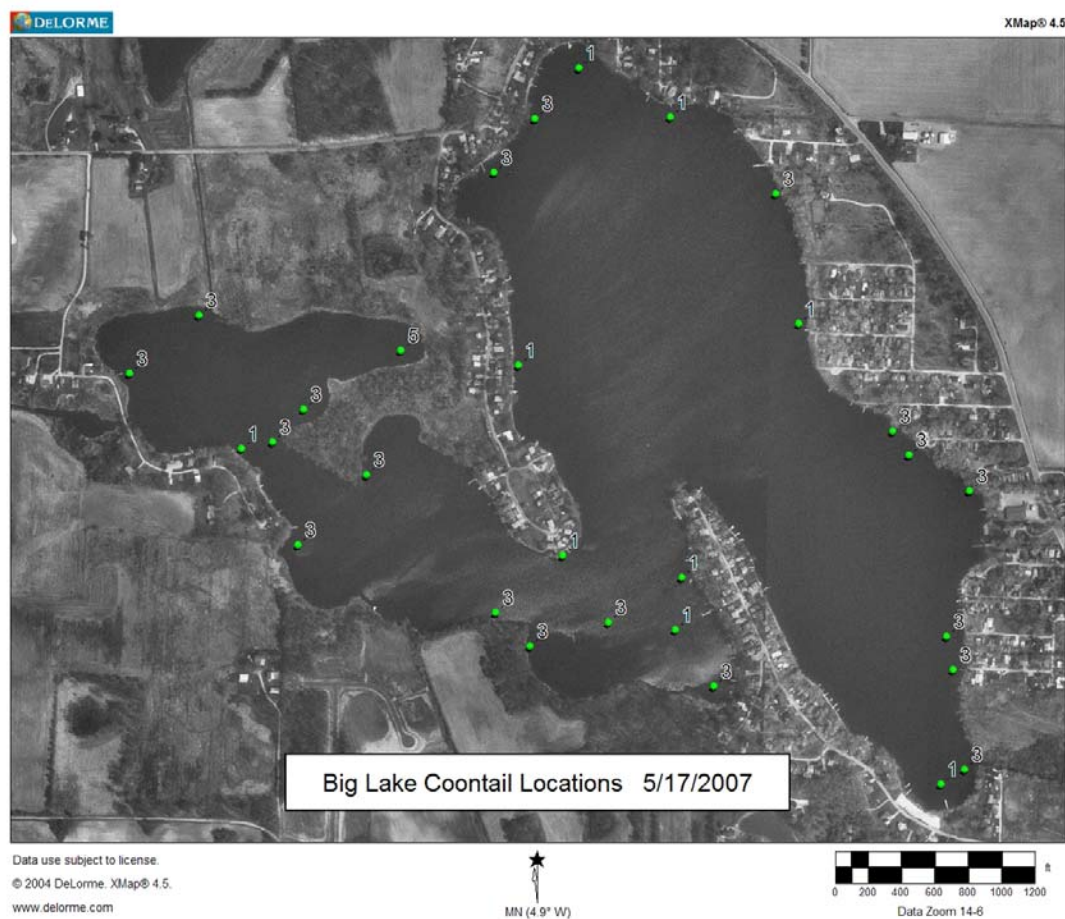 DELORME
XMap® 4.5
1
3
1
3
3
3
1
5
1
3
3
3
3
1
3
3
3
3
1
1
3
3
1
3
3
3
3
3
1
Big Lake Coontail Locations 5/17/2007
Data use subject to license.
© 2004 DeLorme. XMap® 4.5.
www.delorme.com
MN (4.9° W)
ft
0 200 400 600 800 1000 1200
Data Zoom 14-6